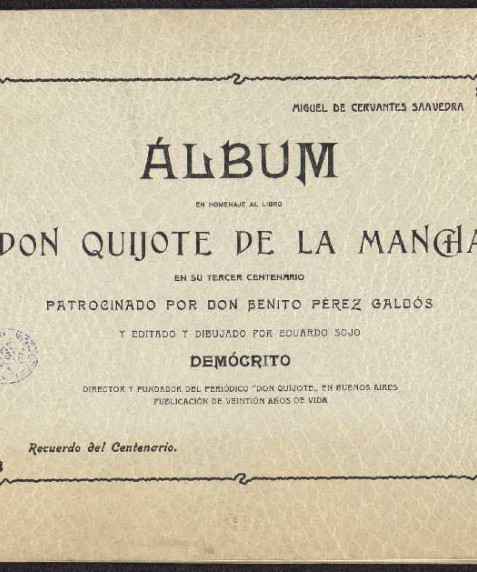 MIGUEL DE CERVANTES SAAVEDRA
ÁLBUM
EN HOMENAJE AL LIBRO
DON QUIJOTE DE LA MANCHA
EN SU TERCER CENTENARIO
PATROCINADO POR DON BENITO PÉREZ GALDÓS
Y EDITADO Y DIBUJADO POR EDUARDO SOJO
DEMÓCRITO
DIRECTOR Y FUNDADOR DEL PERIÓDICO "DON QUIJOTE„ EN BUENOS AIRES
PUBLICACIÓN DE VEINTIÚN AÑOS DE VIDA
Recuerdo del Centenario.